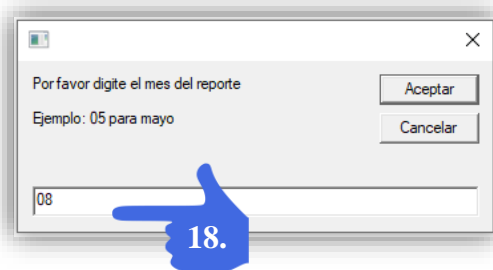 Por favor digite el mes del reporte
Aceptar
Ejemplo: 05 para mayo
Cancelar
08
18.